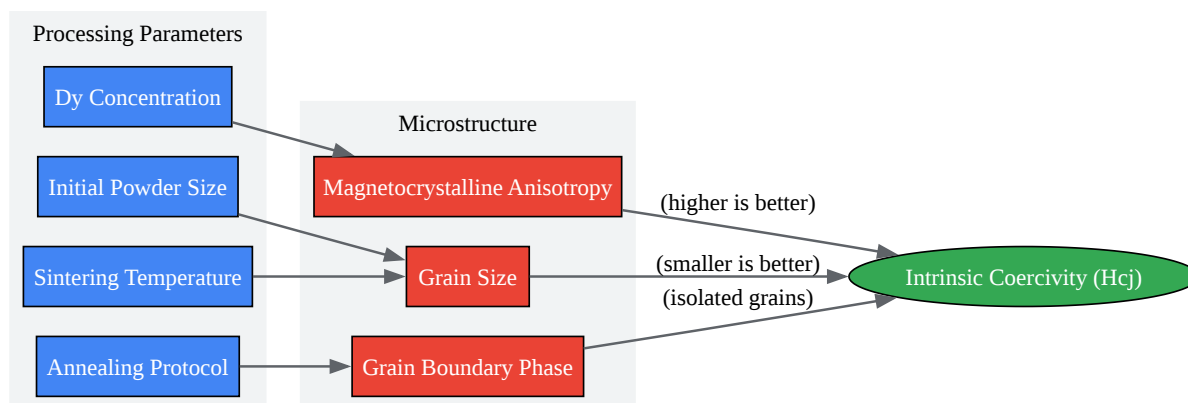 Processing Parameters
Dy Concentration
Initial Powder Size
Sintering Temperature
Annealing Protocol
Microstructure
Magnetocrystalline Anisotropy
Grain Size
Grain Boundary Phase
(higher is better)
(smaller is better)
(isolated grains)
Intrinsic Coercivity (Hcj)